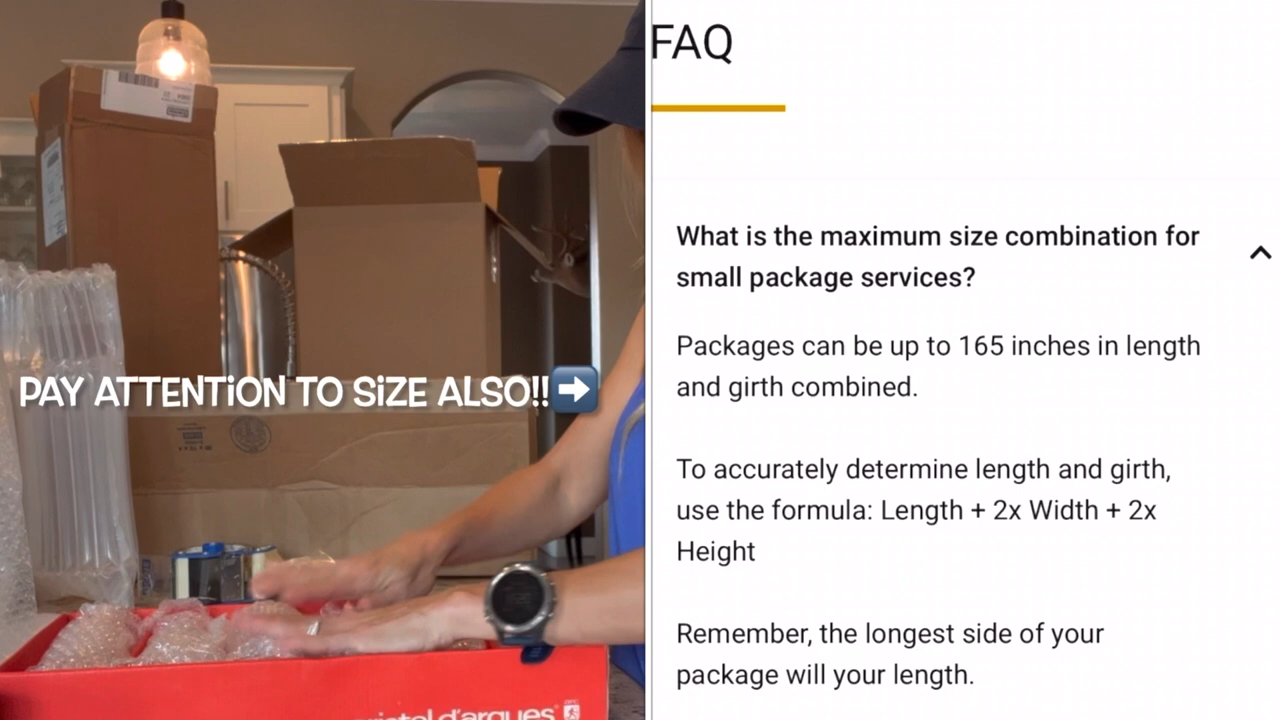 PAY ATTENTION TO SIZE ALSO!!
cristal d'arques
FAQ
What is the maximum size combination for
small package services?
Packages can be up to 165 inches in length
and girth combined.
To accurately determine length and girth,
use the formula: Length + 2x Width + 2x
Height
Remember, the longest side of your
package will your length.